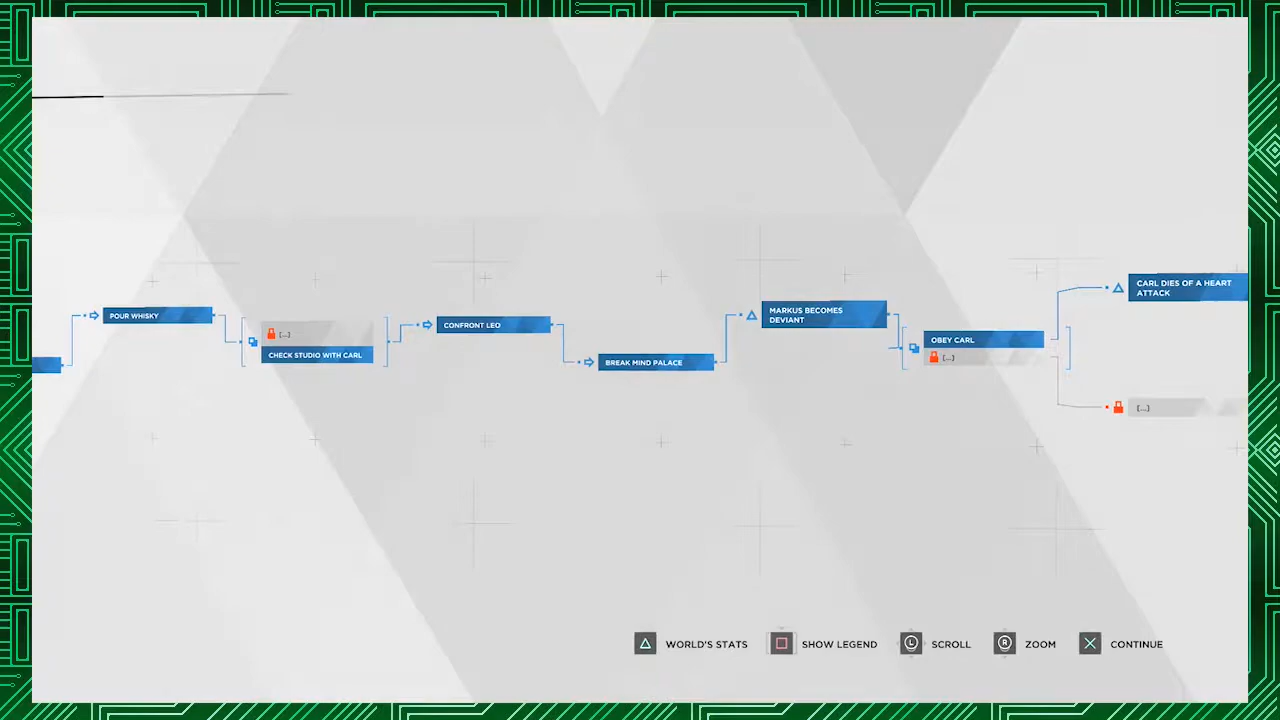 POUR WHISKY
[...]
CHECK STUDIO WITH CARL
CONFRONT LEO
BREAK MIND PALACE
MARKUS BECOMES
DEVIANT
OBEY CARL
[...]
CARL DIES OF A HEART
ATTACK
[...]
WORLD'S STATS
SHOW LEGEND
L
SCROLL
R
ZOOM
CONTINUE